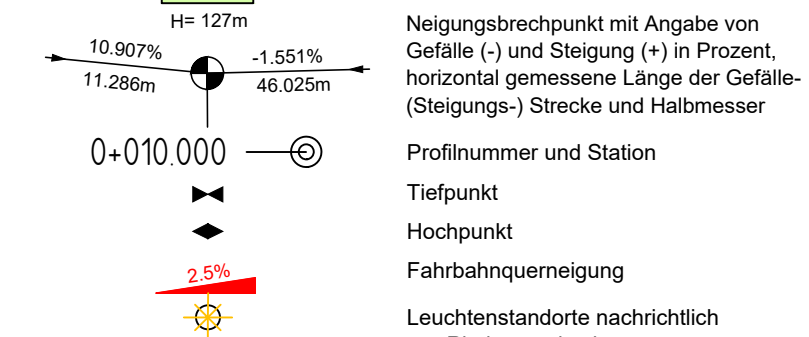 H= 127m
10.907%
-1.551%
11.286m
46.025m
Neigungsbrechpunkt mit Angabe von
Gefälle (-) und Steigung (+) in Prozent,
horizontal gemessene Länge der Gefälle-
(Steigungs-) Strecke und Halbmesser
0+010.000
Profilnummer und Station
Tiefpunkt
Hochpunkt
2.5%
Fahrbahnquerneigung
Leuchtenstandorte nachrichtlich